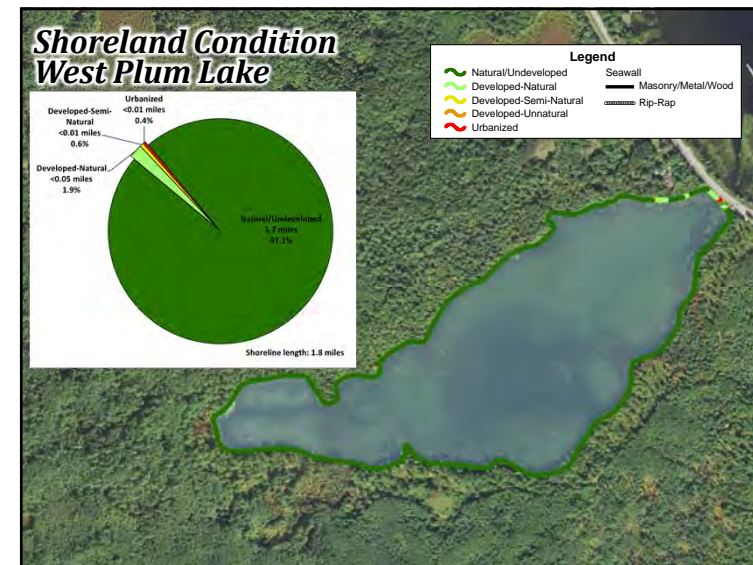 Shoreland Condition
West Plum Lake
Urbanized
<0.01 miles
0.4%
Developed-Semi-
Natural
<0.01 miles
0.6%
Developed-Natural
<0.05 miles
1.9%
Natural/Undeveloped
1.7 miles
97.1%
Shoreline length: 1.8 miles
Legend
Natural/Undeveloped
Developed-Natural
Developed-Semi-Natural
Developed-Unnatural
Urbanized
Seawall
Masonry/Metal/Wood
Rip-Rap